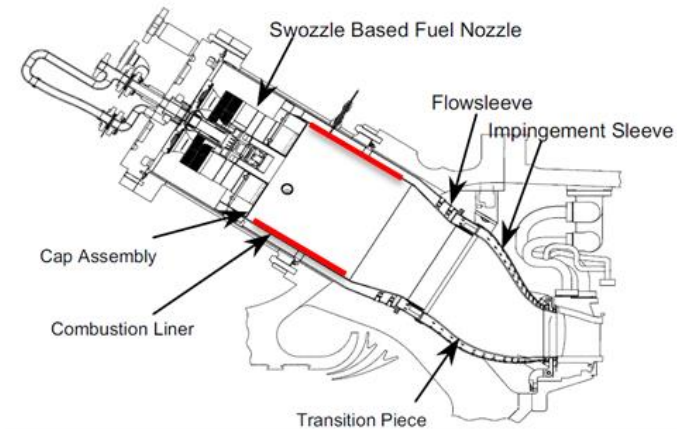 Swozzle Based Fuel Nozzle
Flowsleeve
Impingement Sleeve
Cap Assembly
Combustion Liner
Transition Piece